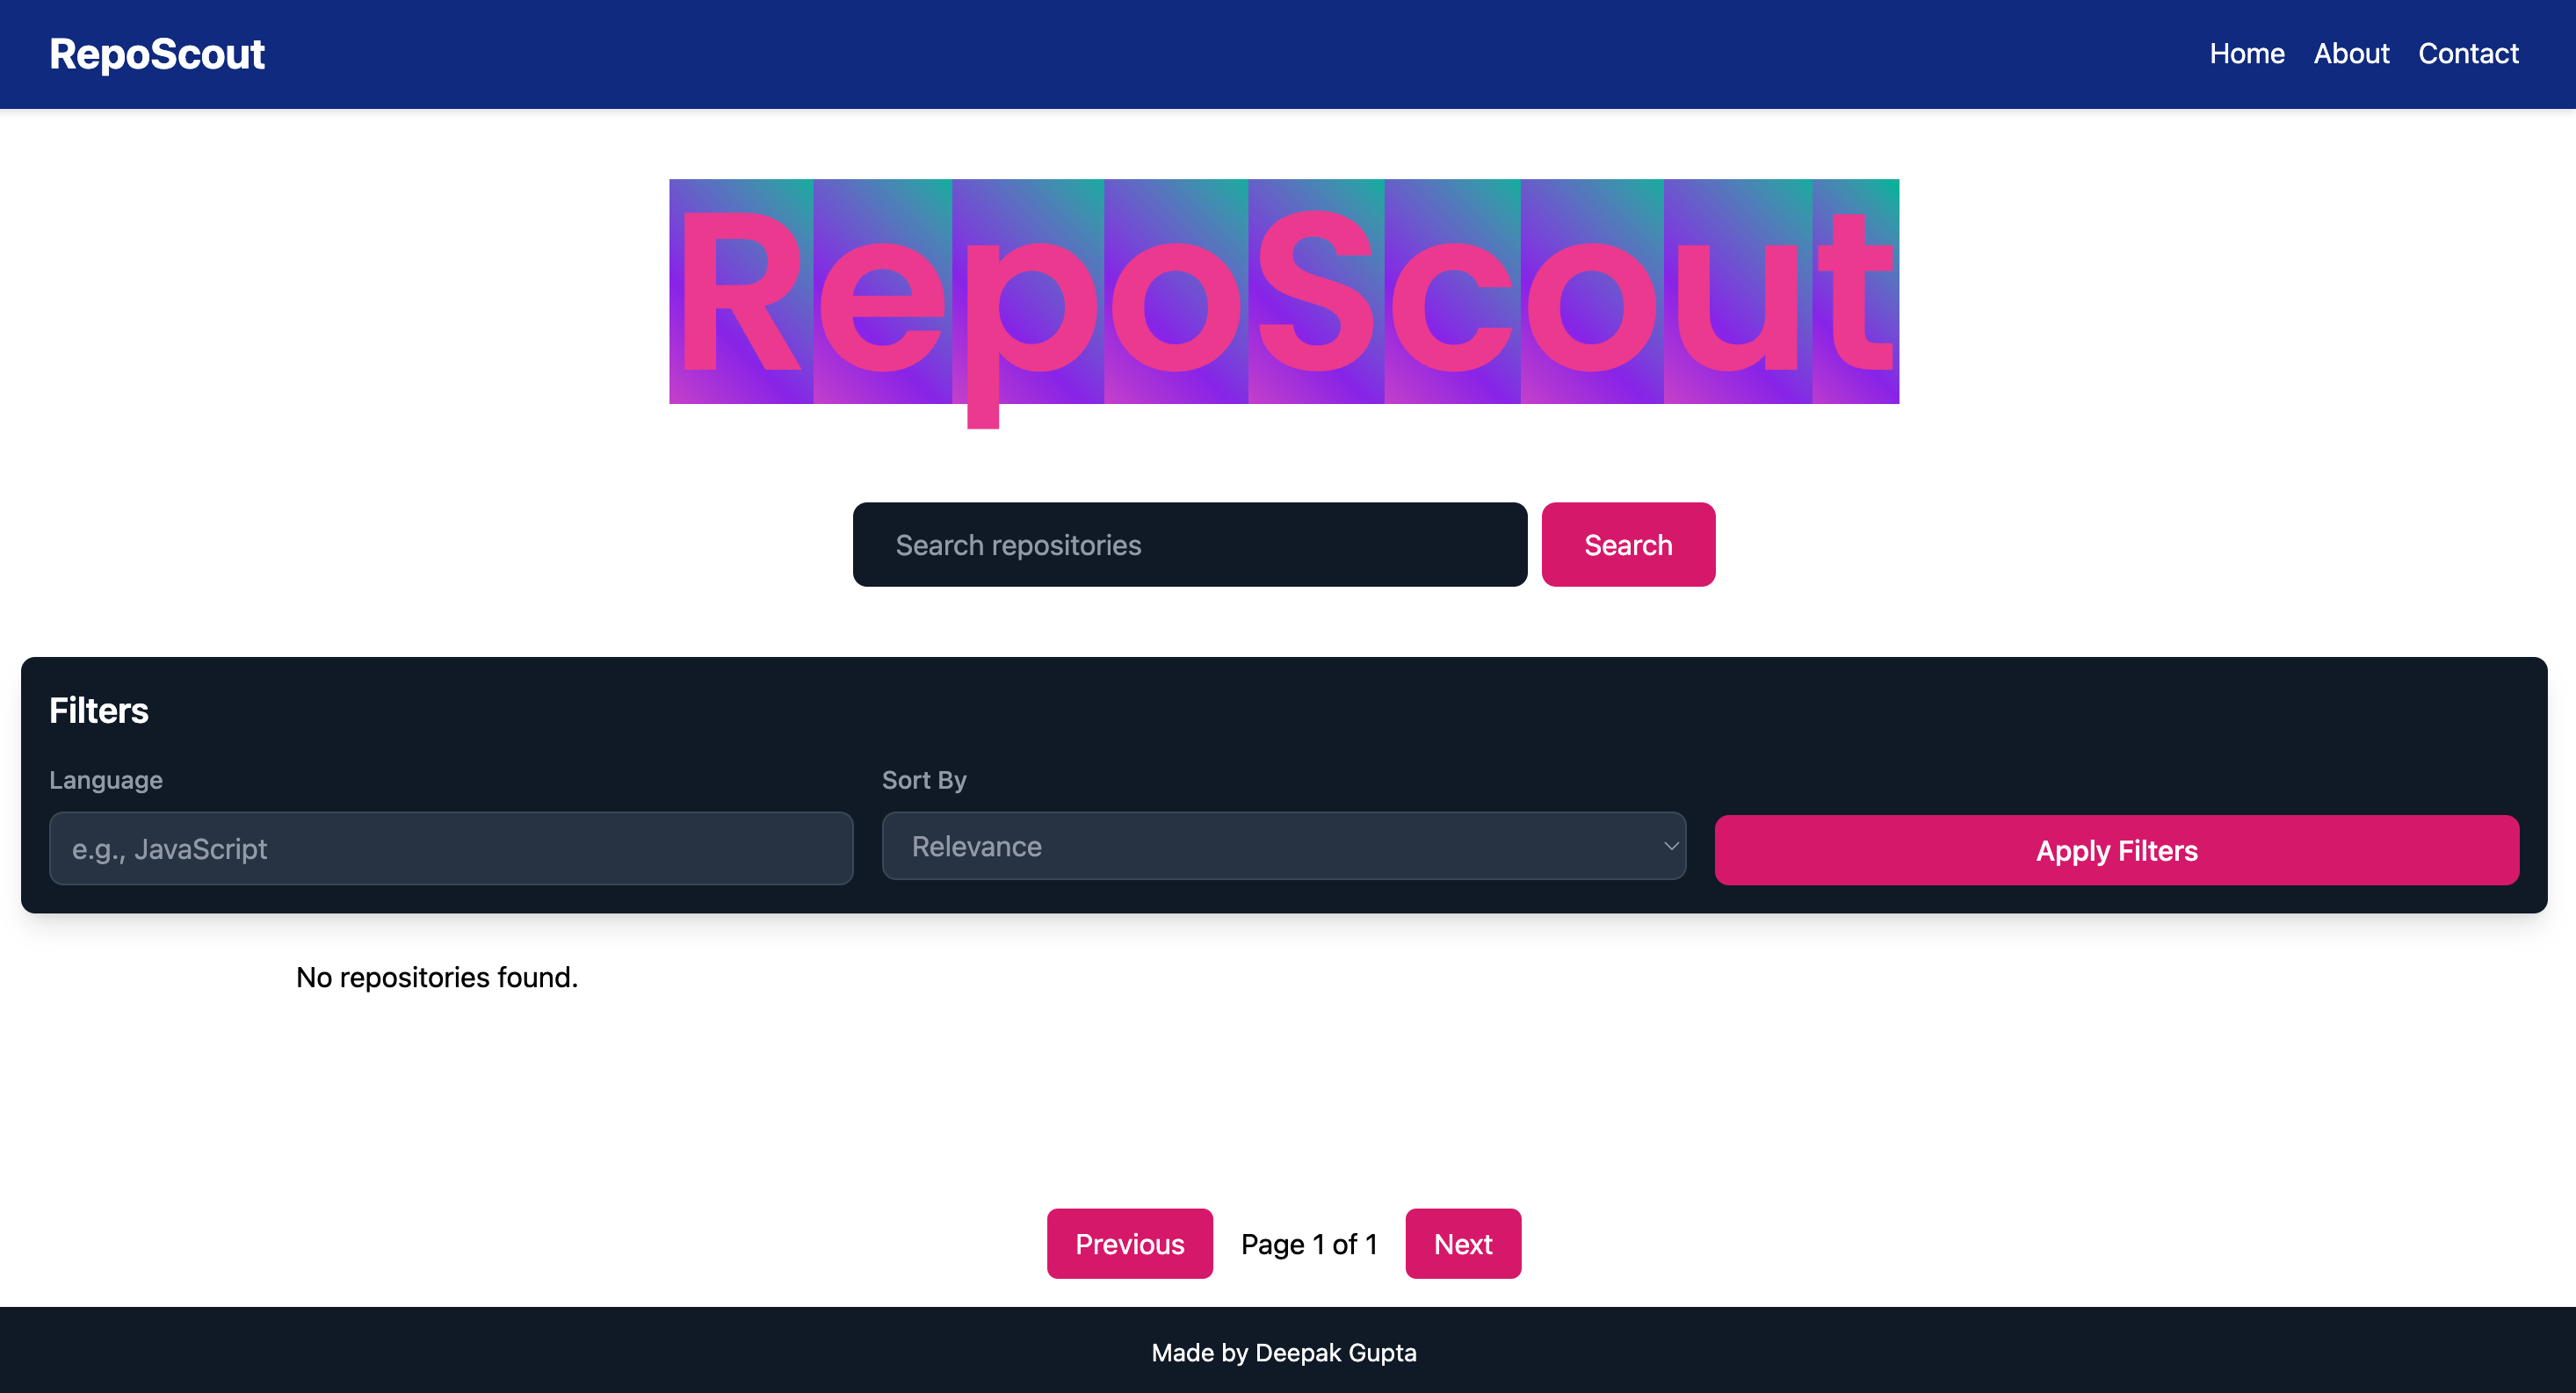 RepoScout
Home About Contact
RepoScout
Search repositories
Search
Filters
Language
Sort By
e.g., JavaScript
Relevance
Apply Filters
No repositories found.
Previous
Page 1 of 1
Next
Made by Deepak Gupta